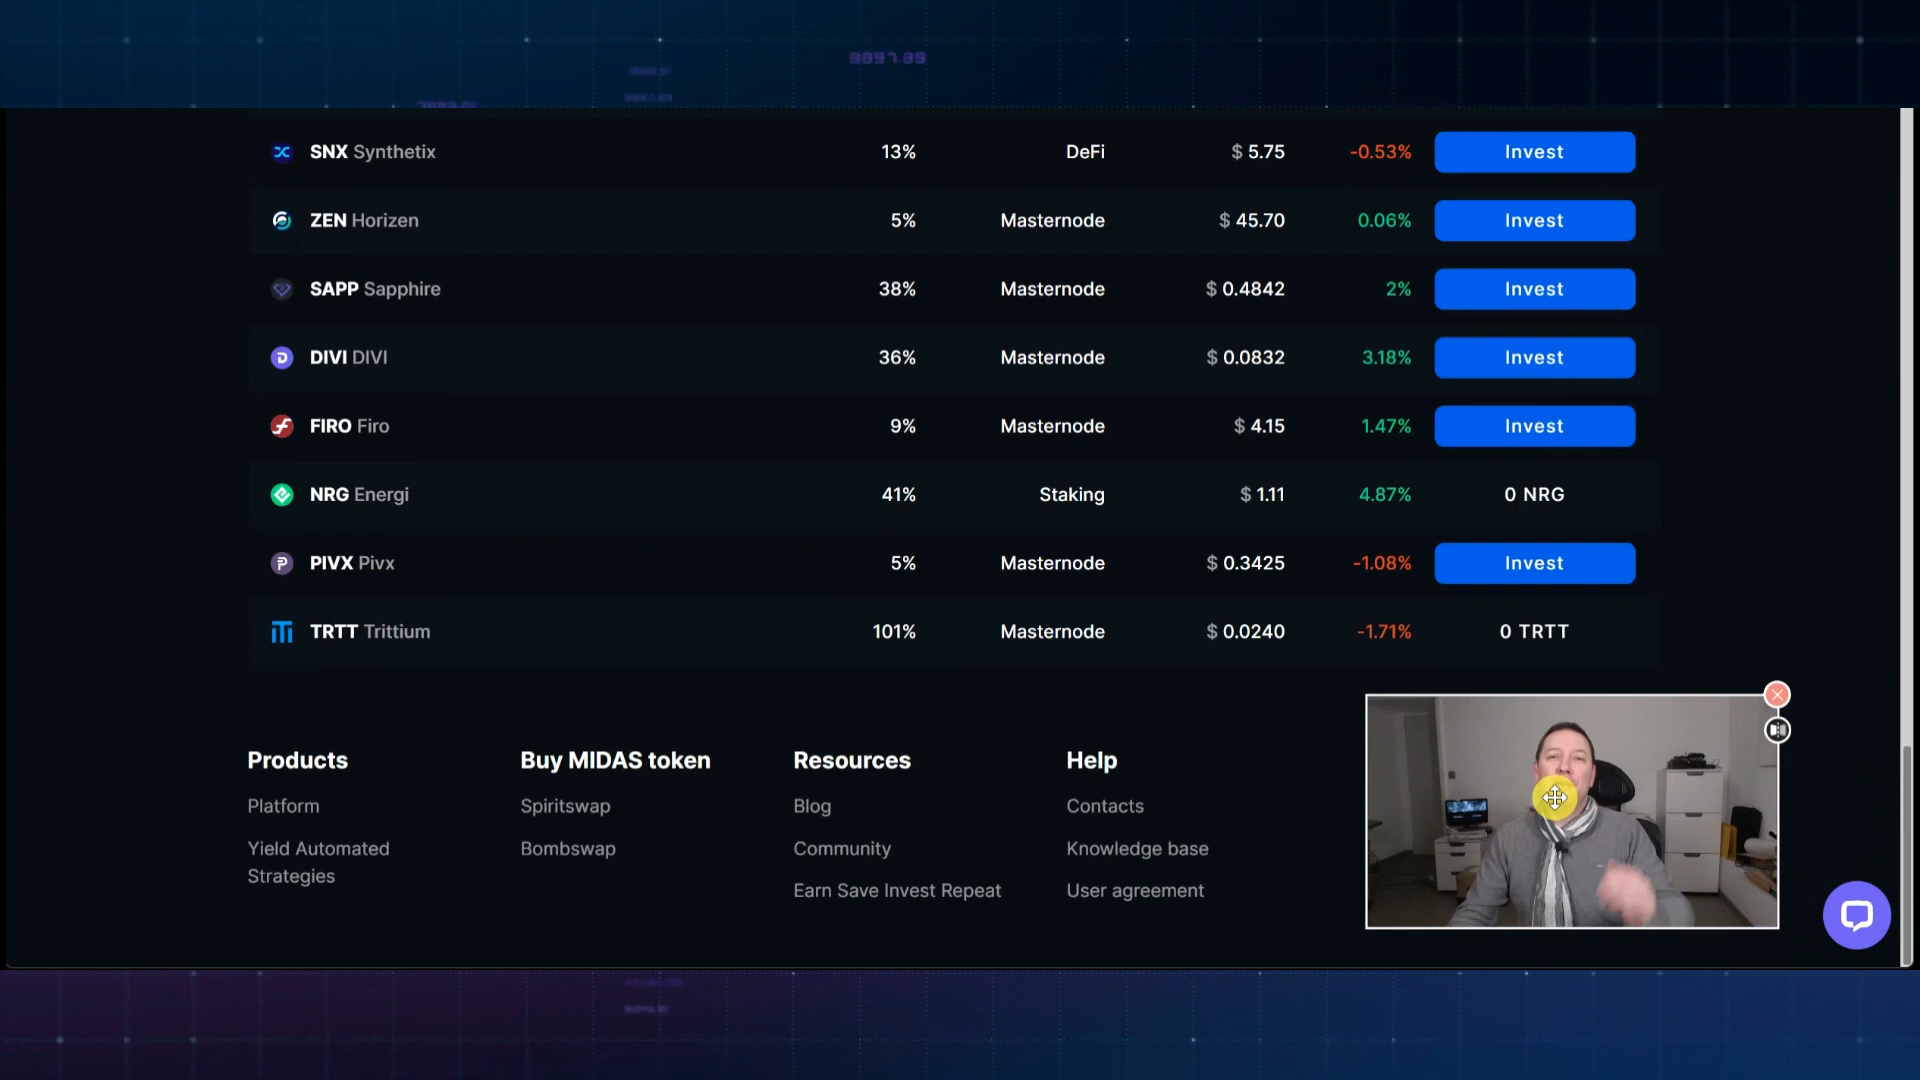 SNX Synthetix 13% DeFi $ 5.75 -0.53% Invest
ZEN Horizen 5% Masternode $ 45.70 0.06% Invest
SAPP Sapphire 38% Masternode $ 0.4842 2% Invest
DIVI DIVI 36% Masternode $ 0.0832 3.18% Invest
FIRO Firo 9% Masternode $ 4.15 1.47% Invest
NRG Energi 41% Staking $ 1.11 4.87% 0 NRG
PIVX Pivx 5% Masternode $ 0.3425 -1.08% Invest
TRTT Trittium 101% Masternode $ 0.0240 -1.71% 0 TRTT
Products
Platform
Yield Automated
Strategies
Buy MIDAS token
Spiritswap
Bombswap
Resources
Blog
Community
Earn Save Invest Repeat
Help
Contacts
Knowledge base
User agreement